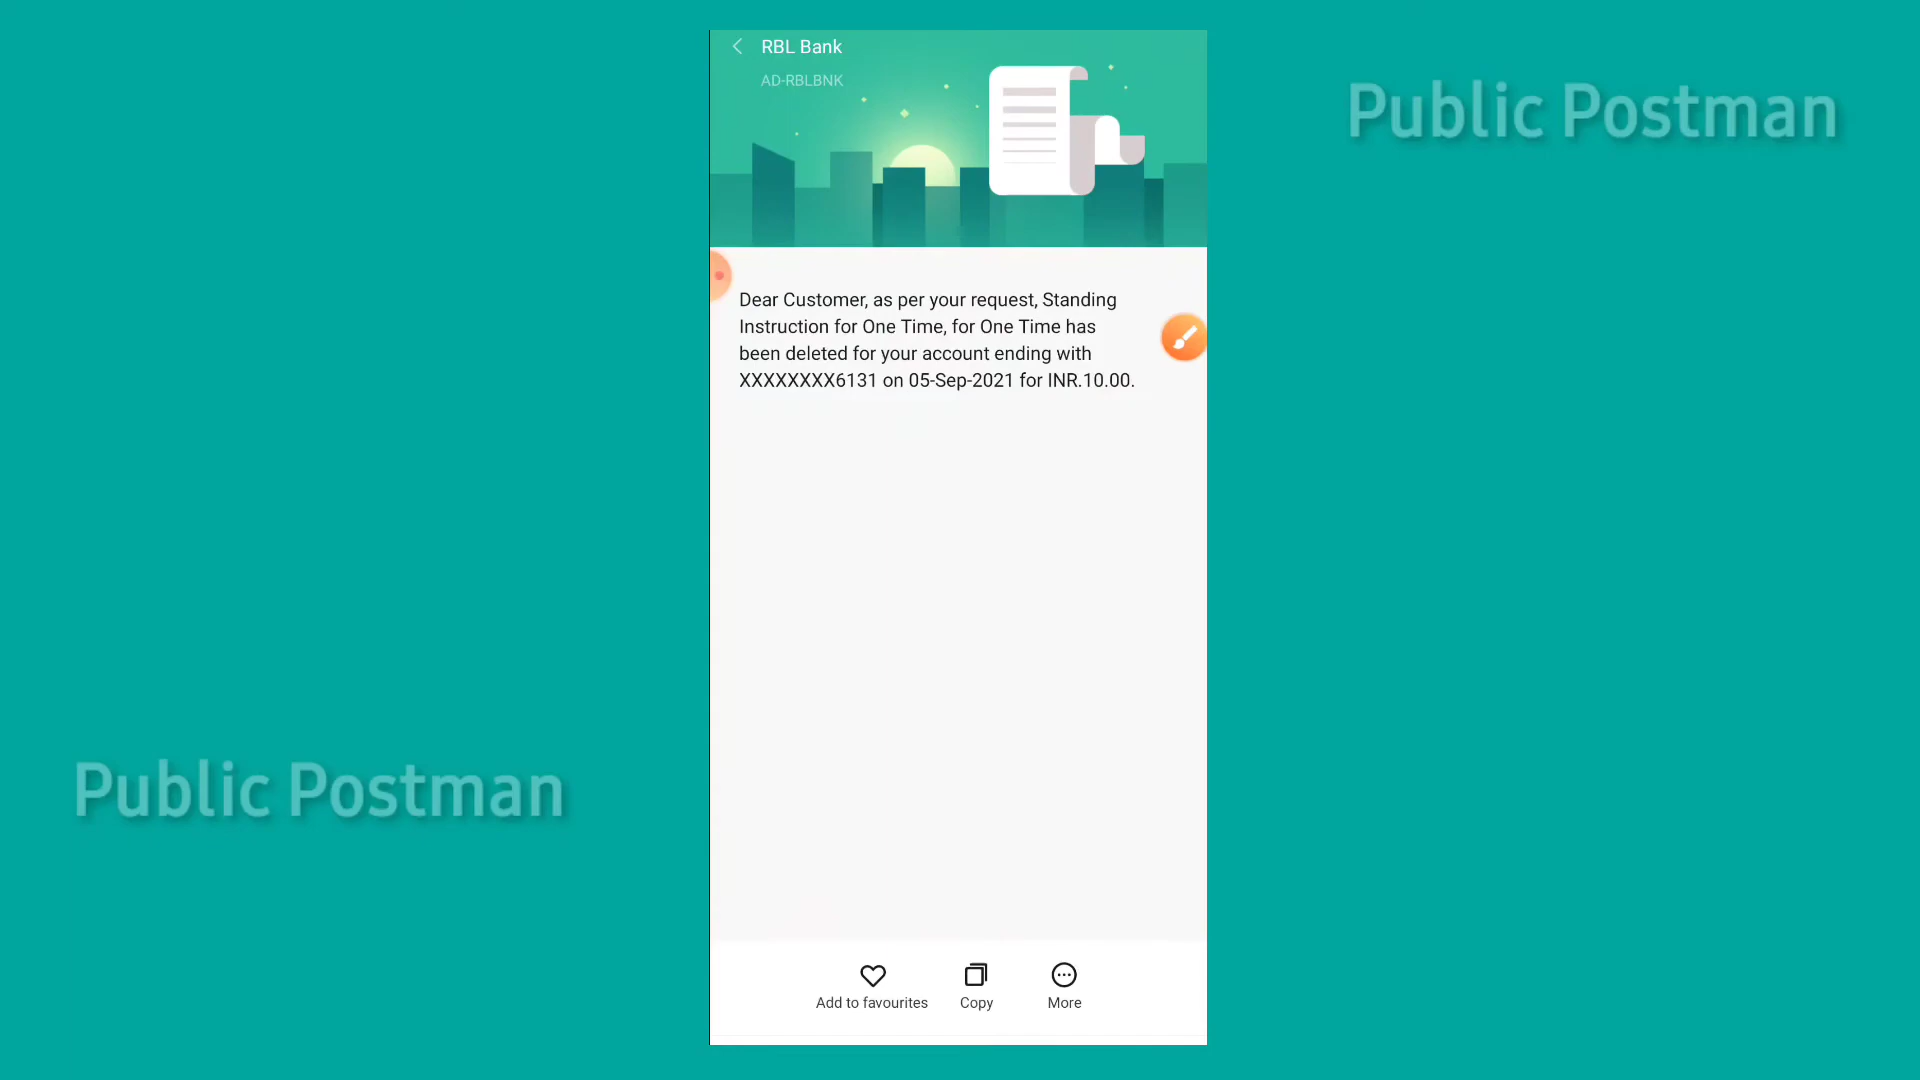 RBL Bank
AD-RBLBNK
Public Postman
Dear Customer, as per your request, Standing
Instruction for One Time, for One Time has
been deleted for your account ending with
XXXXXXXX6131 on 05-Sep-2021 for INR.10.00.
Public Postman
Add to favourites
Copy
More